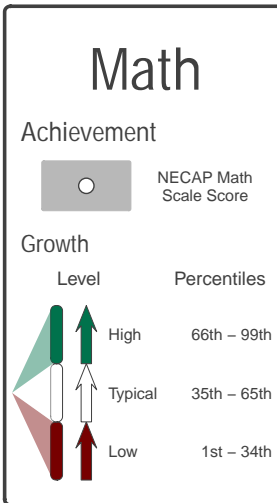 Math
Achievement
NECAP Math
Scale Score
Growth
Level Percentiles
High 66th – 99th
Typical 35th – 65th
Low 1st – 34th